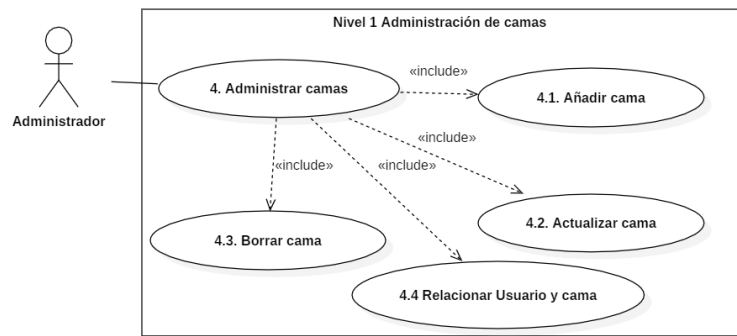 Nivel 1 Administración de camas
Administrador
4. Administrar camas
«include»
4.1. Añadir cama
«include»
«include»
«include»
4.2. Actualizar cama
4.3. Borrar cama
4.4 Relacionar Usuario y cama